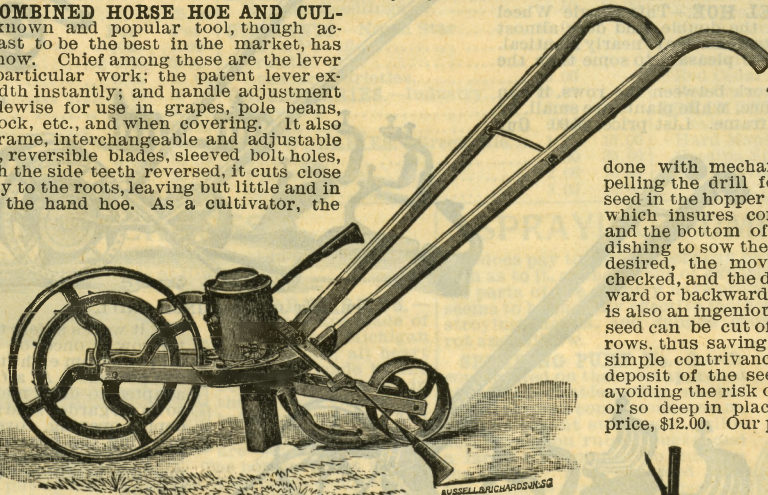 OMBINED HORSE HOE AND CUL-
known and popular tool, though ac-
ast to be the best in the market, has
now. Chief among these are the lever
particular work; the patent lever ex-
dth instantly; and handle adjustment
lewise for use in grapes, pole beans,
ock, etc., and when covering. It also
rame, interchangeable and adjustable
, reversible blades, sleeved bolt holes,
h the side teeth reversed, it cuts close
y to the roots, leaving but little and in
the hand hoe. As a cultivator, the
done with mecha
pelling the drill f
seed in the hopper
which insures co
and the bottom of
dishing to sow the
desired, the mov
checked, and the d
ward or backward
is also an ingeniou
seed can be cut o
rows, thus saving
simple contrivanc
deposit of the se
avoiding the risk o
or so deep in plac
price, $12.00. Our p
RUSSELL & RICHARDSON. SC